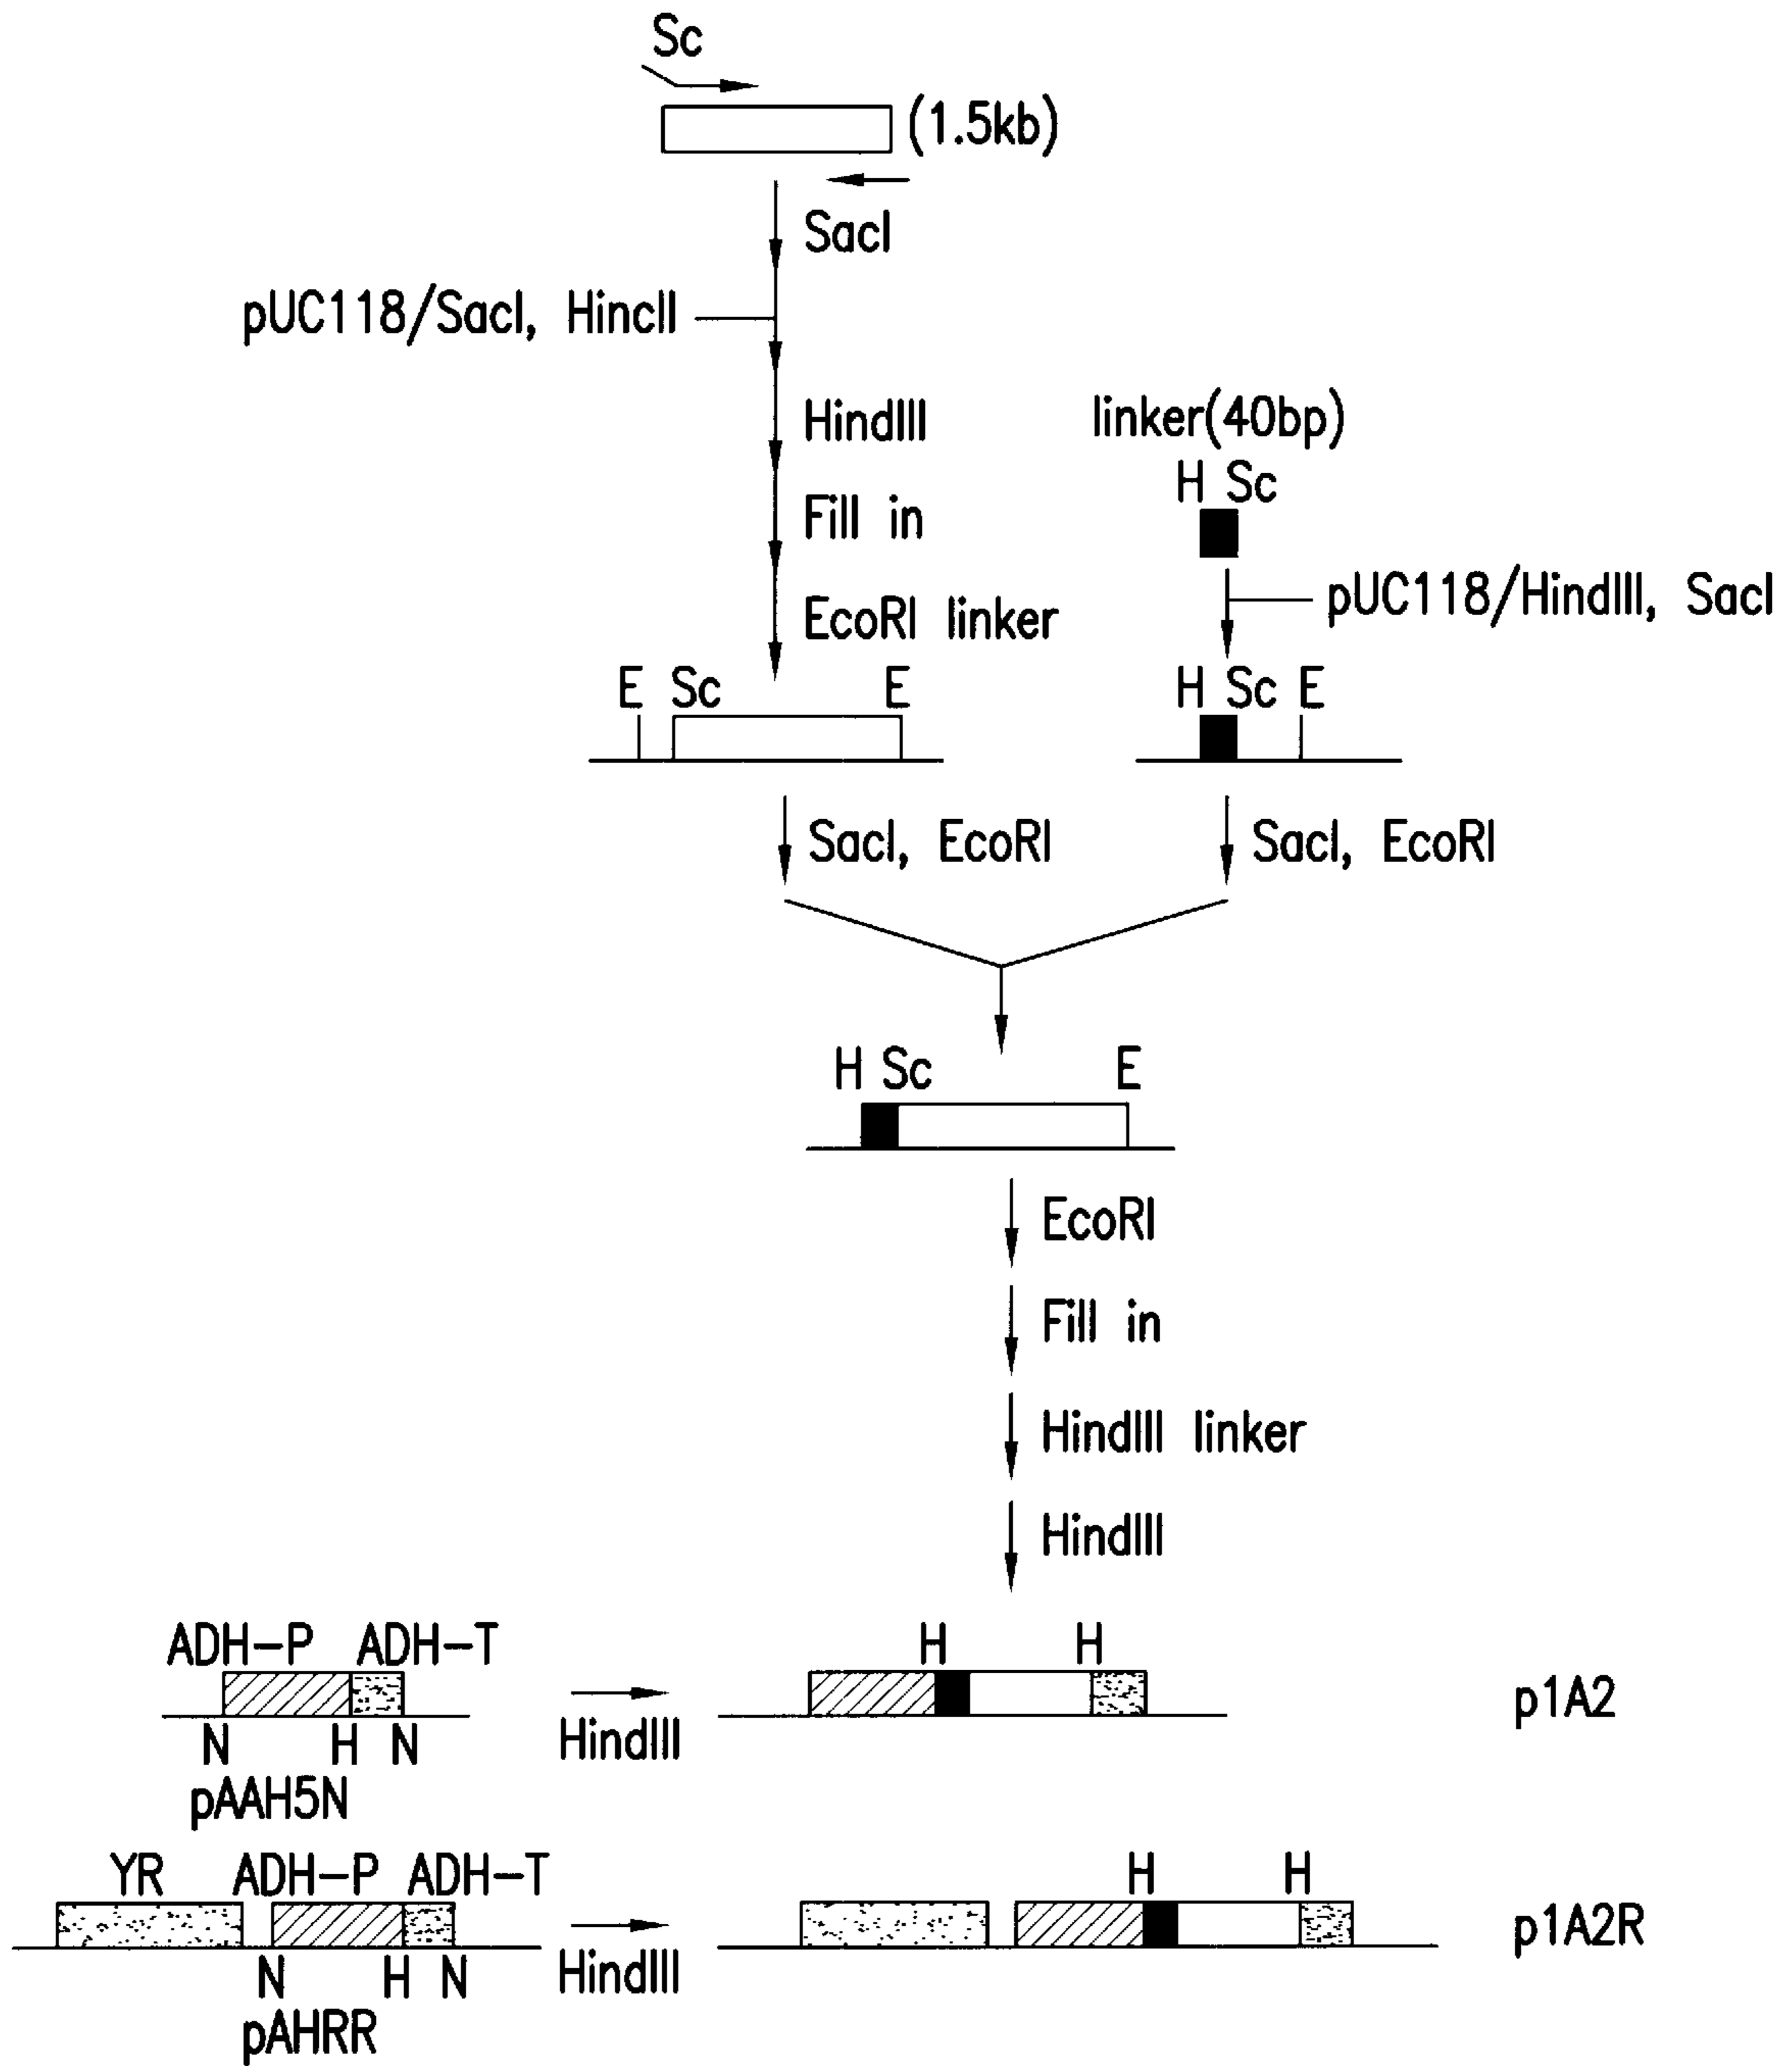 Sc
(1.5kb)
SacI
pUC118/SacI, HincII
HindIII
linker(40bp)
H Sc
Fill in
EcoRI linker
pUC118/HindIII, SacI
E Sc E
H Sc E
SacI, EcoRI
SacI, EcoRI
H Sc E
EcoRI
Fill in
HindIII linker
HindIII
ADH-P ADH-T
H H
p1A2
HindIII
N H N
pAAH5N
YR ADH-P ADH-T
H H
p1A2R
HindIII
N H N
pAHRR